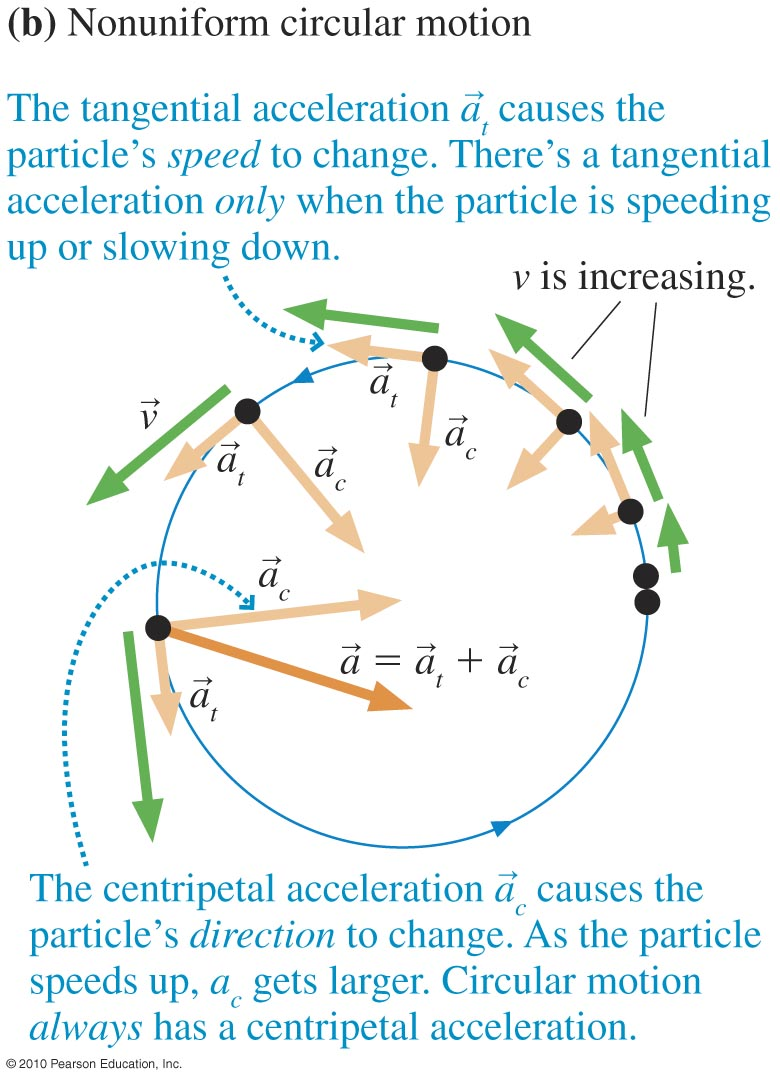 (b) Nonuniform circular motion
The tangential acceleration a⃗ₜ causes the
particle's speed to change. There's a tangential
acceleration only when the particle is speeding
up or slowing down.
v is increasing.
a⃗ₜ
a⃗꜀
v⃗
a⃗ₜ
a⃗꜀
a⃗꜀
a⃗ = a⃗ₜ + a⃗꜀
a⃗ₜ
The centripetal acceleration a⃗꜀ causes the
particle's direction to change. As the particle
speeds up, a꜀ gets larger. Circular motion
always has a centripetal acceleration.
© 2010 Pearson Education, Inc.